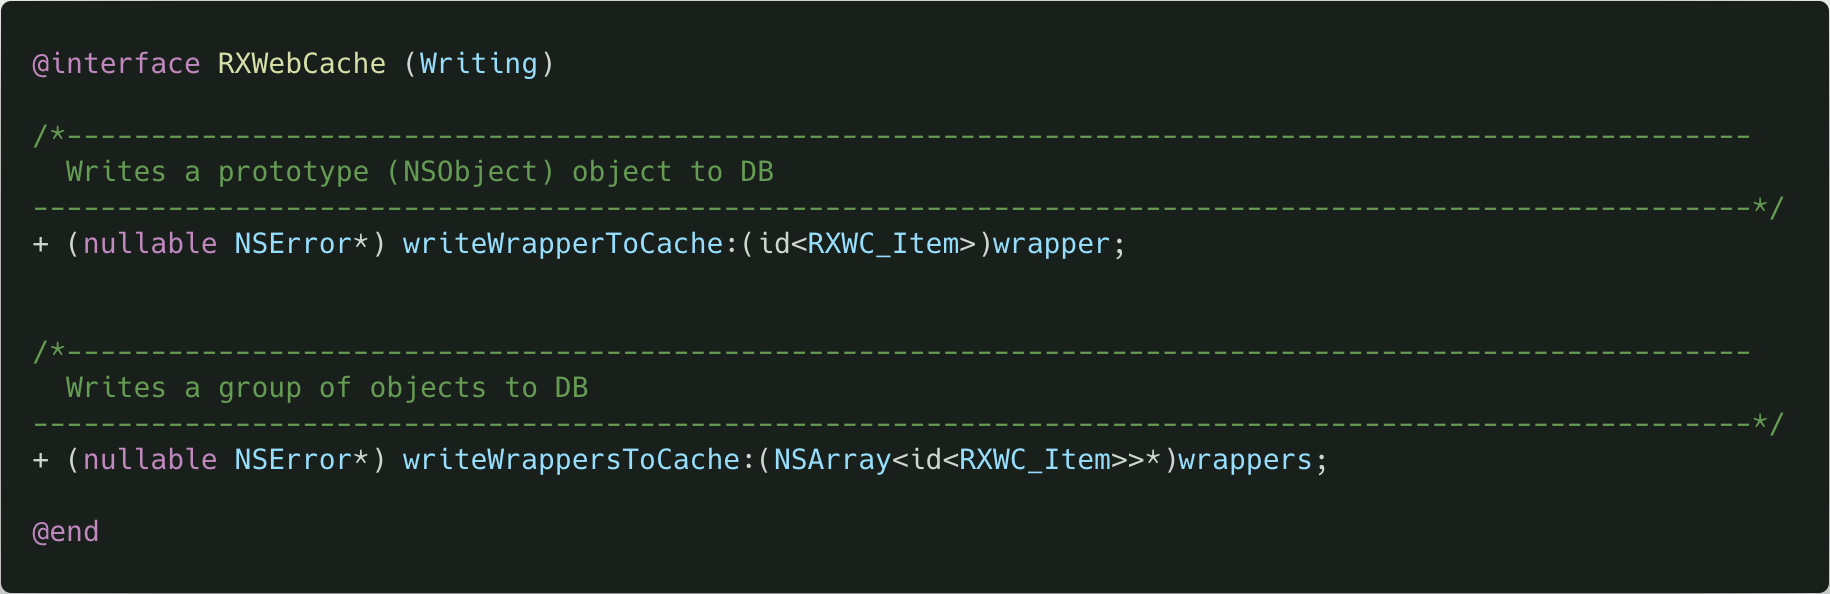 @interface RXWebCache (Writing)
/*----------------------------------------------------------------------------------------------------
Writes a prototype (NSObject) object to DB
------------------------------------------------------------------------------------------------------*/
+ (nullable NSError*) writeWrapperToCache:(id<RXWC_Item>)wrapper;
/*----------------------------------------------------------------------------------------------------
Writes a group of objects to DB
------------------------------------------------------------------------------------------------------*/
+ (nullable NSError*) writeWrappersToCache:(NSArray<id<RXWC_Item>>*)wrappers;
@end